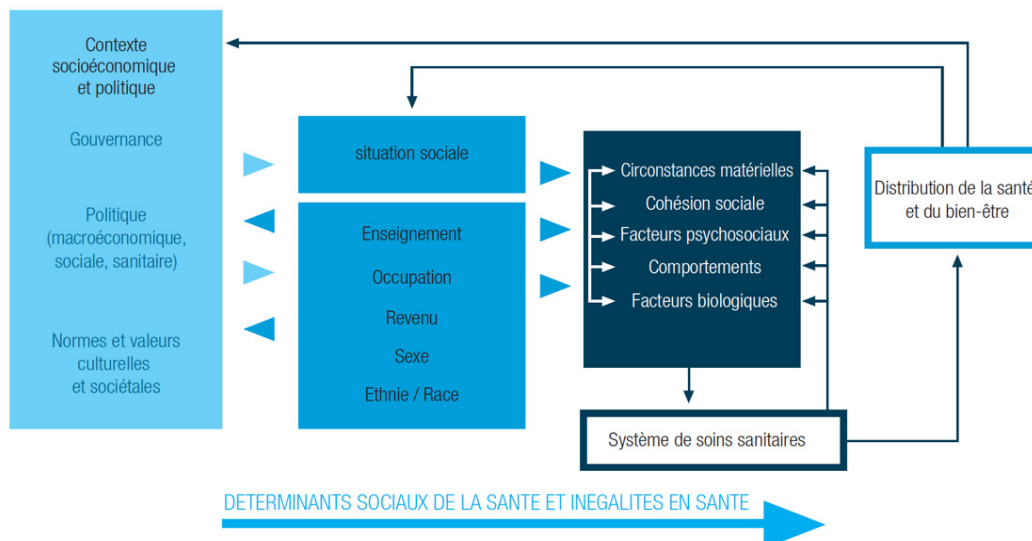 Contexte
socioéconomique
et politique
Gouvernance
Politique
(macroéconomique,
sociale, sanitaire)
Normes et valeurs
culturelles
et sociétales
situation sociale
Enseignement
Occupation
Revenu
Sexe
Ethnie / Race
Circonstances matérielles
Cohésion sociale
Facteurs psychosociaux
Comportements
Facteurs biologiques
Système de soins sanitaires
Distribution de la santé
et du bien-être
DETERMINANTS SOCIAUX DE LA SANTE ET INEGALITES EN SANTE